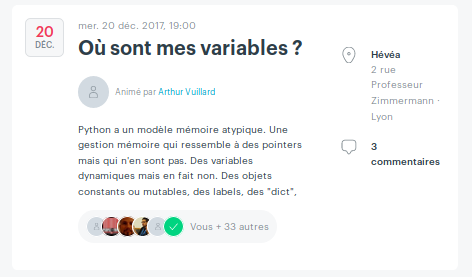 20
DÉC.
mer. 20 déc. 2017, 19:00
Où sont mes variables ?
Animé par Arthur Vuillard
Python a un modèle mémoire atypique. Une
gestion mémoire qui ressemble à des pointers
mais qui n'en sont pas. Des variables
dynamiques mais en fait non. Des objets
constants ou mutables, des labels, des "dict",
Vous + 33 autres
Hévéa
2 rue
Professeur
Zimmermann ·
Lyon
3
commentaires